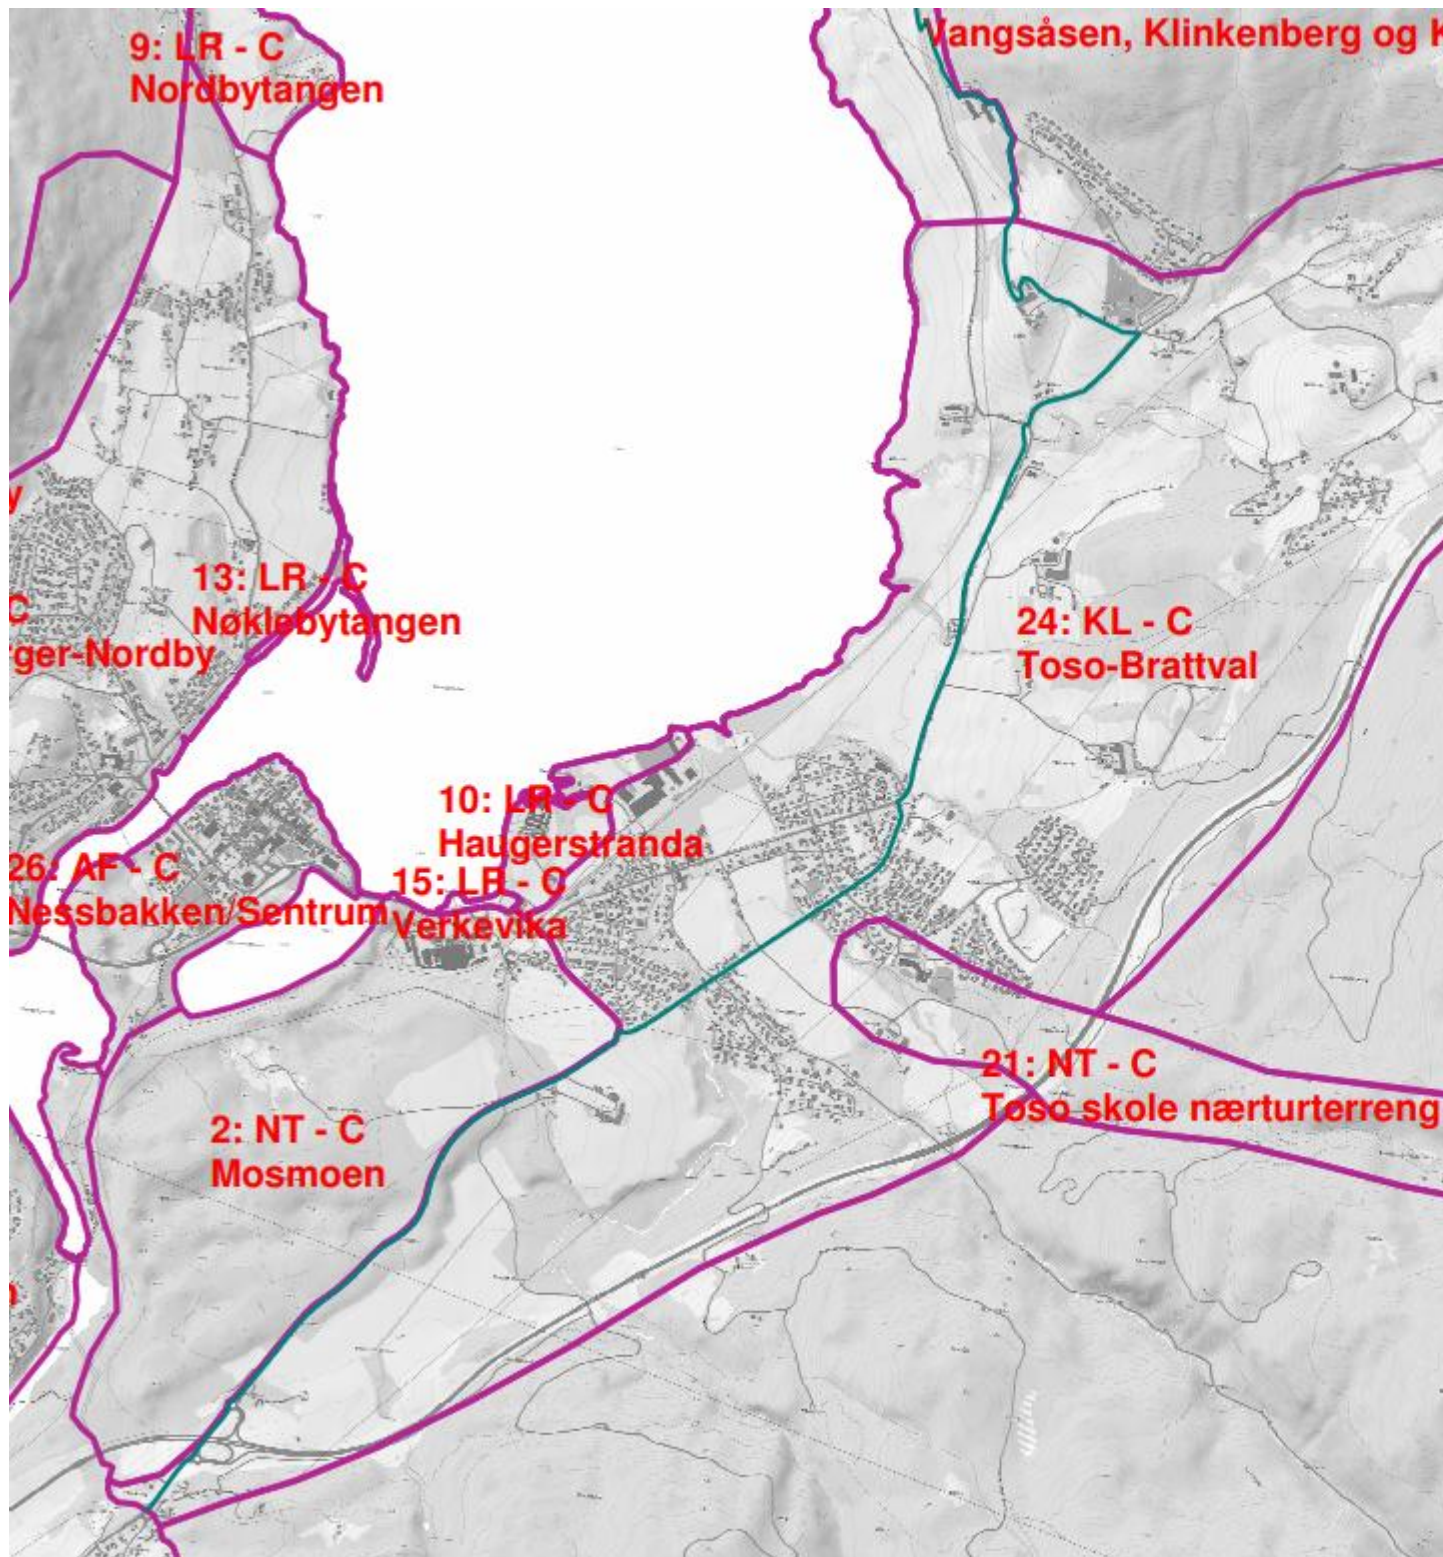 Vangsåsen, Klinkenberg og K
9: LR - C
Nordbytangen
y
13: LR - C
Nøklebytangen
C
rger-Nordby
24: KL - C
Toso-Brattval
10: LR - C
Haugerstranda
26: AF - C
Nessbakken/Sentrum
15: LR - C
Verkevika
21: NT - C
Toso skole nærturterreng
2: NT - C
Mosmoen
n